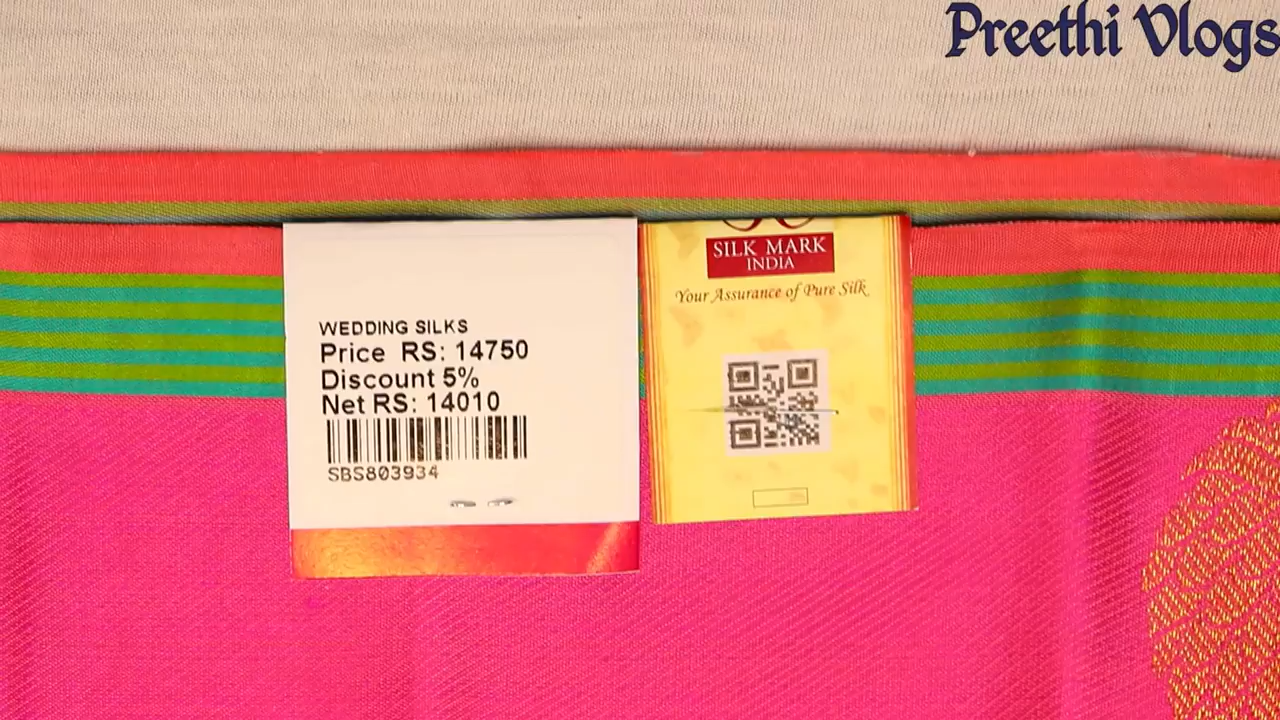 Preethi Vlogs
SILK MARK
INDIA
Your Assurance of Pure Silk
WEDDING SILKS
Price RS: 14750
Discount 5%
Net RS: 14010
SBS803934